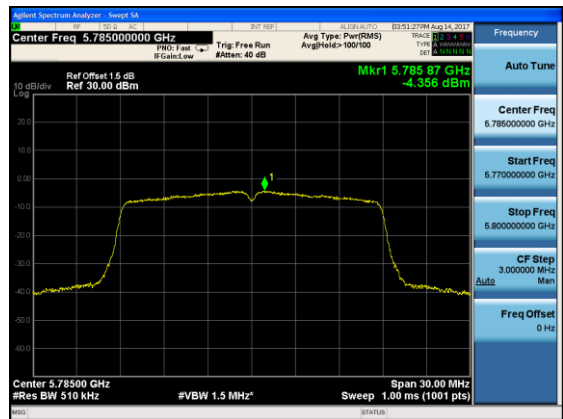 Agilent Spectrum Analyzer - Swept SA
RF 50 Ω AC INT REF ALIGN AUTO 03:51:27 PM Aug 14, 2017
Center Freq 5.785000000 GHz
PNO: Fast
IFGain:Low
Trig: Free Run
#Atten: 40 dB
Avg Type: Pwr(RMS)
Avg|Hold:>100/100
TRACE 1 2 3 4 5 6
TYPE A WWWWW
DET A NNNNN
Ref Offset 1.5 dB
10 dB/div Ref 30.00 dBm
Log
Mkr1 5.785 87 GHz
-4.356 dBm
20.0
10.0
0.00
-10.0
-20.0
-30.0
-40.0
-50.0
-60.0
1
Center 5.78500 GHz
Span 30.00 MHz
#Res BW 510 kHz
#VBW 1.5 MHz*
Sweep 1.00 ms (1001 pts)
MSG
STATUS
Frequency
Auto Tune
Center Freq
5.785000000 GHz
Start Freq
5.770000000 GHz
Stop Freq
5.800000000 GHz
CF Step
3.000000 MHz
Auto Man
Freq Offset
0 Hz